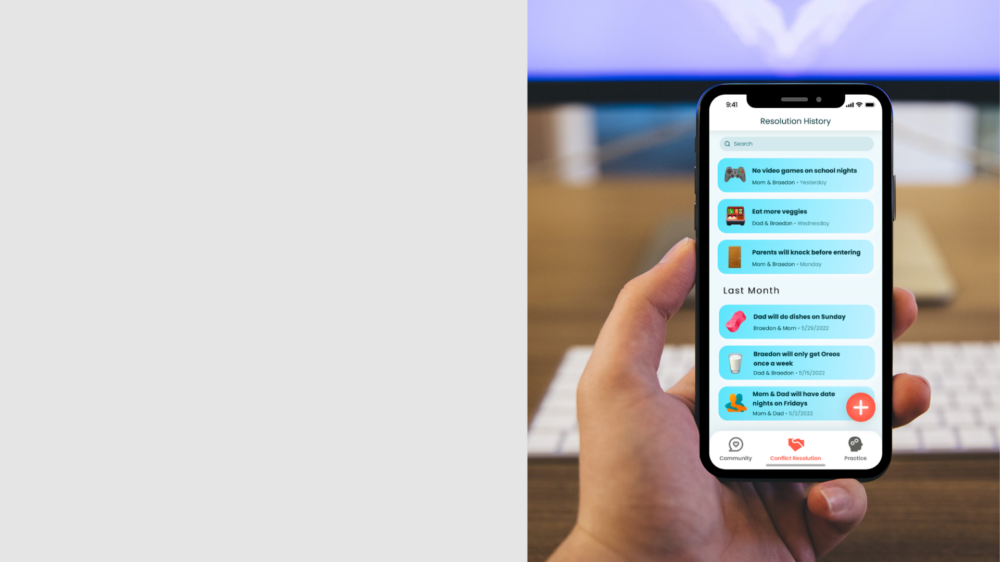 9:41
Resolution History
Search
No video games on school nights
Mom & Braedon • Yesterday
Eat more veggies
Dad & Braedon • Wednesday
Parents will knock before entering
Mom & Braedon • Monday
Last Month
Dad will do dishes on Sunday
Braedon & Mom • 5/29/2022
Braedon will only get Oreos
once a week
Dad & Braedon • 5/15/2022
Mom & Dad will have date
nights on Fridays
Mom & Dad • 5/2/2022
Community
Conflict Resolution
Practice